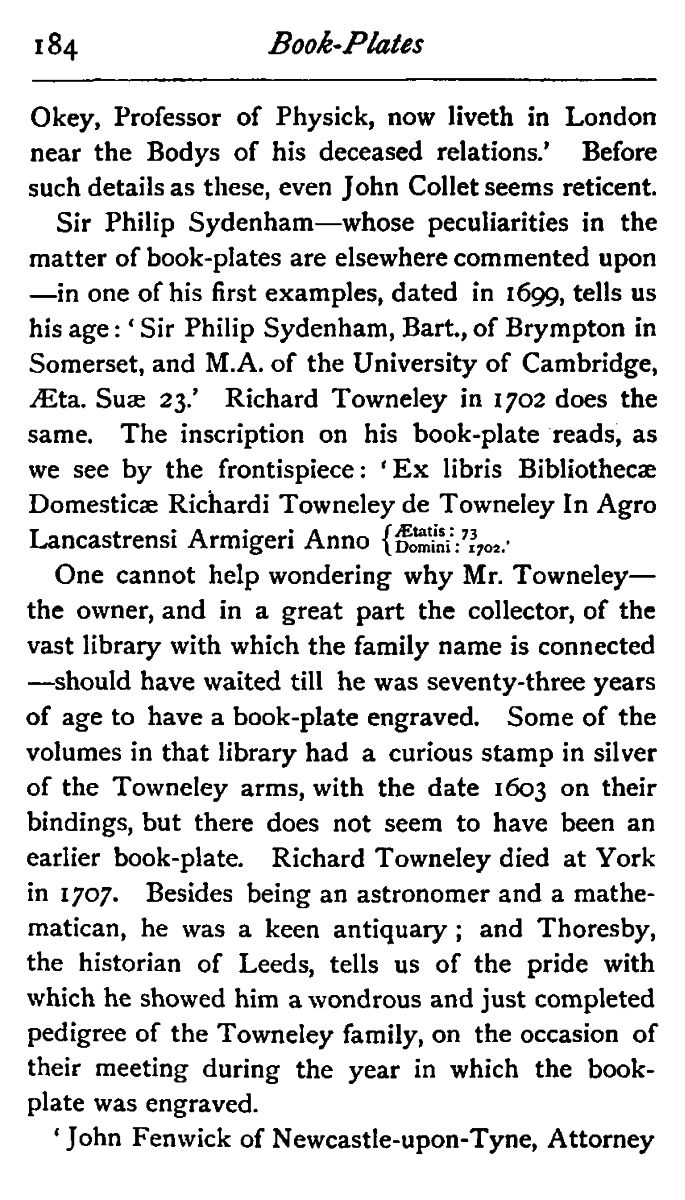 184 Book-Plates
Okey, Professor of Physick, now liveth in London
near the Bodys of his deceased relations.' Before
such details as these, even John Collet seems reticent.
Sir Philip Sydenham—whose peculiarities in the
matter of book-plates are elsewhere commented upon
—in one of his first examples, dated in 1699, tells us
his age: 'Sir Philip Sydenham, Bart., of Brympton in
Somerset, and M.A. of the University of Cambridge,
Æta. Suæ 23.' Richard Towneley in 1702 does the
same. The inscription on his book-plate reads, as
we see by the frontispiece: 'Ex libris Bibliothecæ
Domesticæ Richardi Towneley de Towneley In Agro
Lancastrensi Armigeri Anno { Ætatis: 73
Domini: 1702.'
One cannot help wondering why Mr. Towneley—
the owner, and in a great part the collector, of the
vast library with which the family name is connected
—should have waited till he was seventy-three years
of age to have a book-plate engraved. Some of the
volumes in that library had a curious stamp in silver
of the Towneley arms, with the date 1603 on their
bindings, but there does not seem to have been an
earlier book-plate. Richard Towneley died at York
in 1707. Besides being an astronomer and a mathe-
matican, he was a keen antiquary; and Thoresby,
the historian of Leeds, tells us of the pride with
which he showed him a wondrous and just completed
pedigree of the Towneley family, on the occasion of
their meeting during the year in which the book-
plate was engraved.
'John Fenwick of Newcastle-upon-Tyne, Attorney